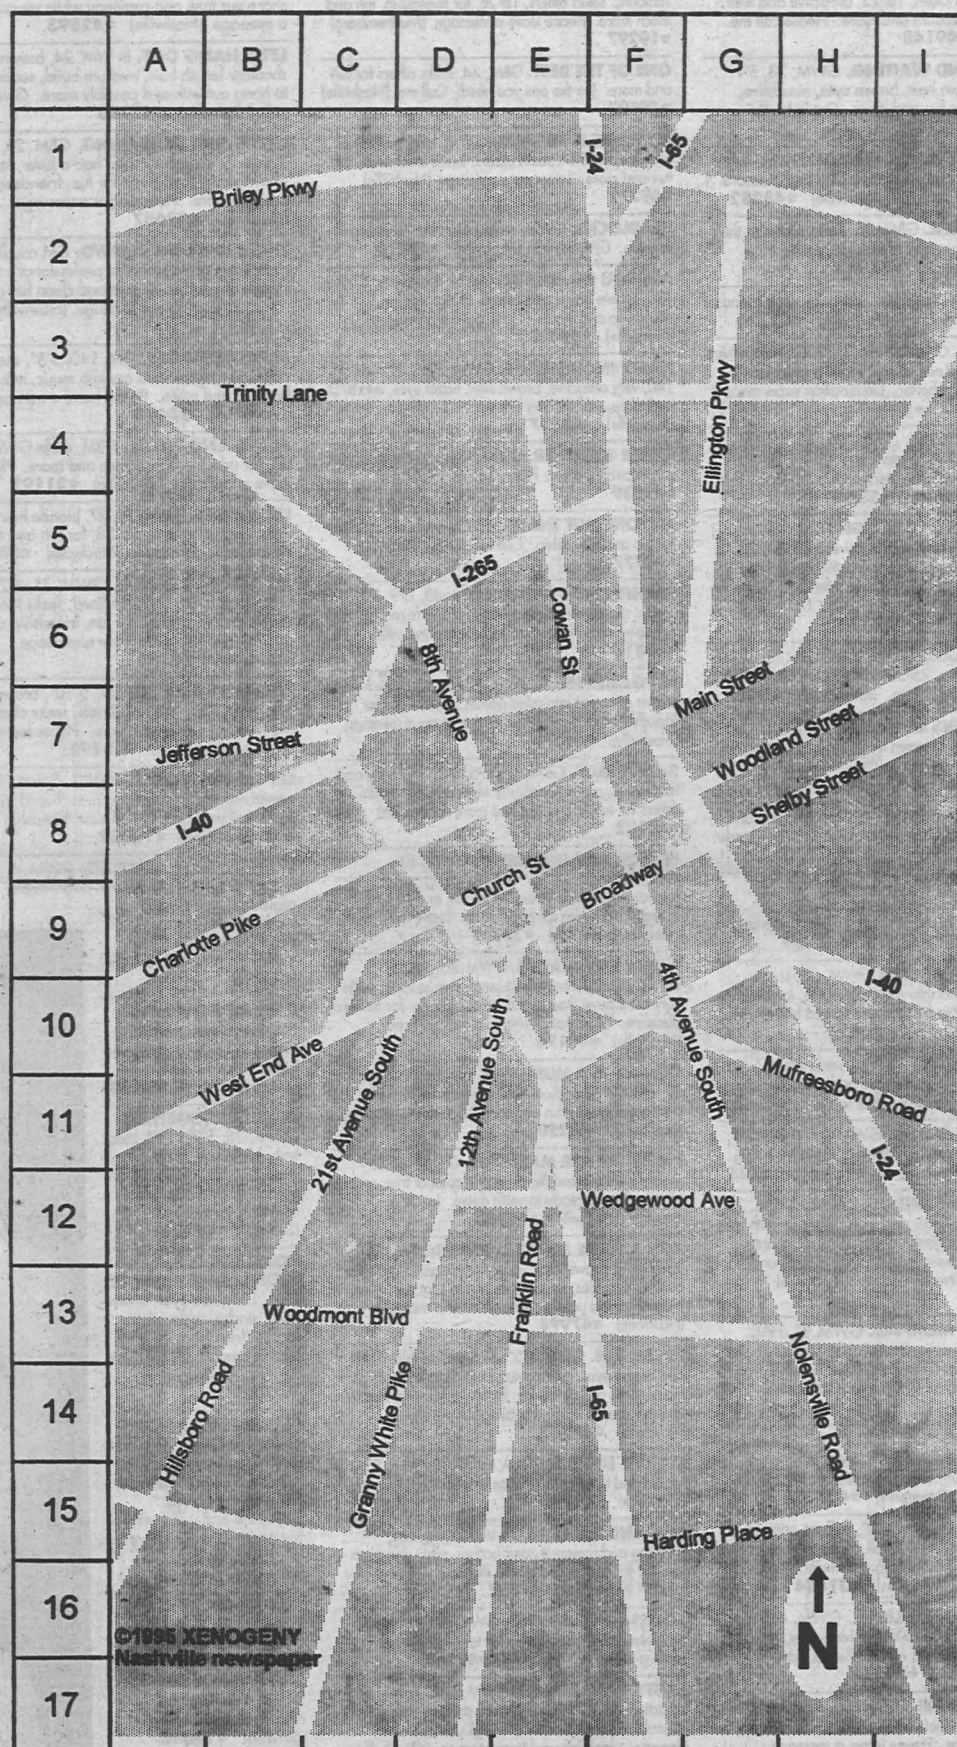 A B C D E F G H I
1
I-24
I-65
Briley Pkwy
2
3
Trinity Lane
Ellington Pkwy
4
5
I-265
6
Cowan St
8th Avenue
Main Street
7
Jefferson Street
Woodland Street
Shelby Street
8
I-40
Church St
Broadway
9
Charlotte Pike
4th Avenue South
I-40
10
West End Ave
21st Avenue South
12th Avenue South
Mufreesboro Road
11
I-24
12
Wedgewood Ave
Franklin Road
13
Woodmont Blvd
Nolensville Road
14
Hillsboro Road
Granny White Pike
I-65
15
Harding Place
16
N
©1995 XENOGENY
Nashville newspaper
17